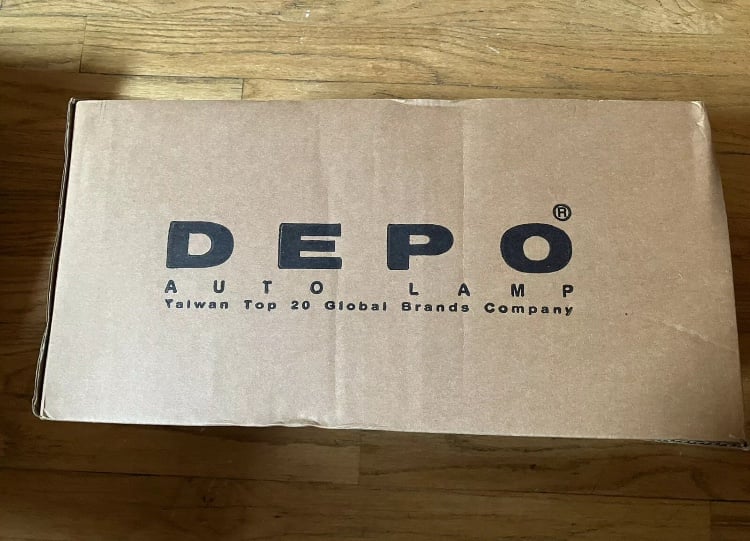 DEPO®
AUTO LAMP
Taiwan Top 20 Global Brands Company